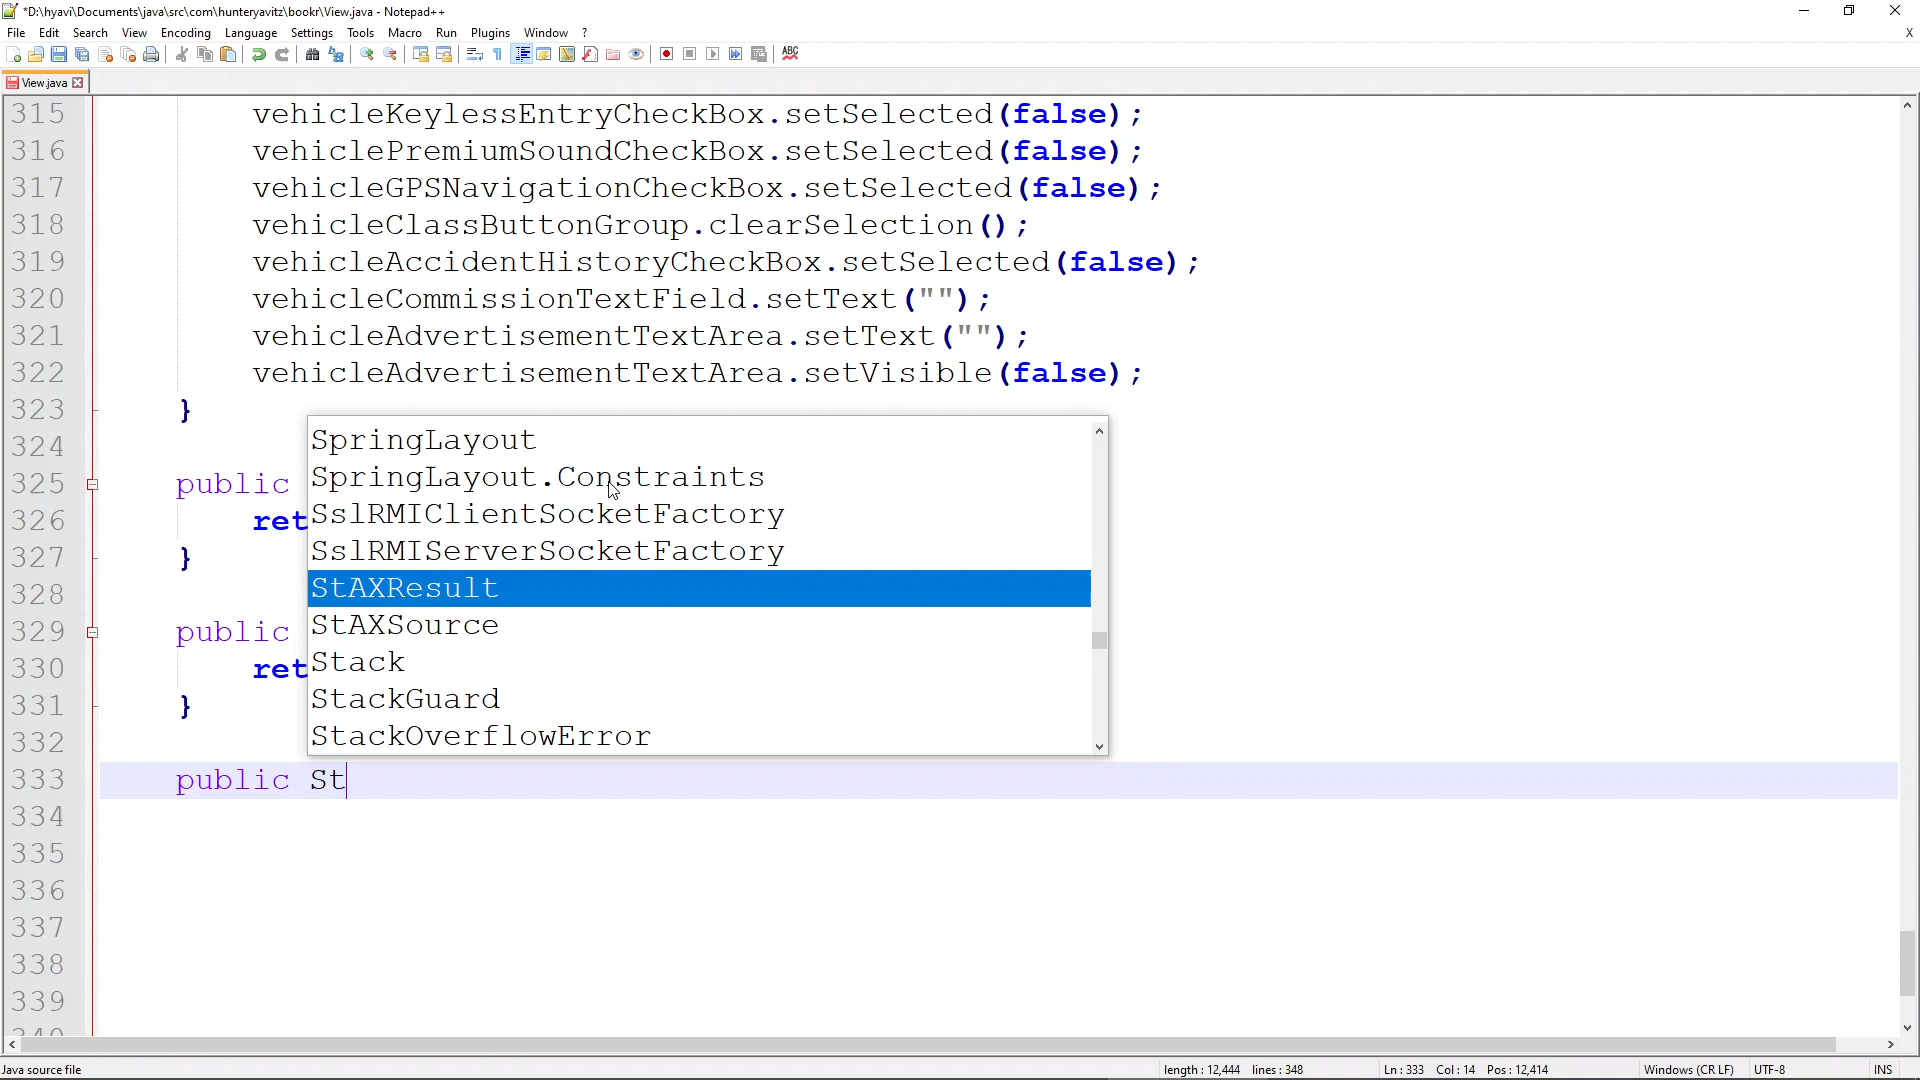 *D:\hyavi\Documents\java\src\com\hunteryavitz\bookr\View.java - Notepad++
File Edit Search View Encoding Language Settings Tools Macro Run Plugins Window ? X
ABC
View.java
315 vehicleKeylessEntryCheckBox.setSelected(false);
316 vehiclePremiumSoundCheckBox.setSelected(false);
317 vehicleGPSNavigationCheckBox.setSelected(false);
318 vehicleClassButtonGroup.clearSelection();
319 vehicleAccidentHistoryCheckBox.setSelected(false);
320 vehicleCommissionTextField.setText("");
321 vehicleAdvertisementTextArea.setText("");
322 vehicleAdvertisementTextArea.setVisible(false);
323 }
324 SpringLayout
325 public SpringLayout.Constraints
326 ret SslRMIClientSocketFactory
327 } SslRMIServerSocketFactory
328 StAXResult
329 public StAXSource
330 ret Stack
331 } StackGuard
332 StackOverflowError
333 public St
334
335
336
337
338
339
340
Java source file length : 12,444 lines : 348 Ln : 333 Col : 14 Pos : 12,414 Windows (CR LF) UTF-8 INS